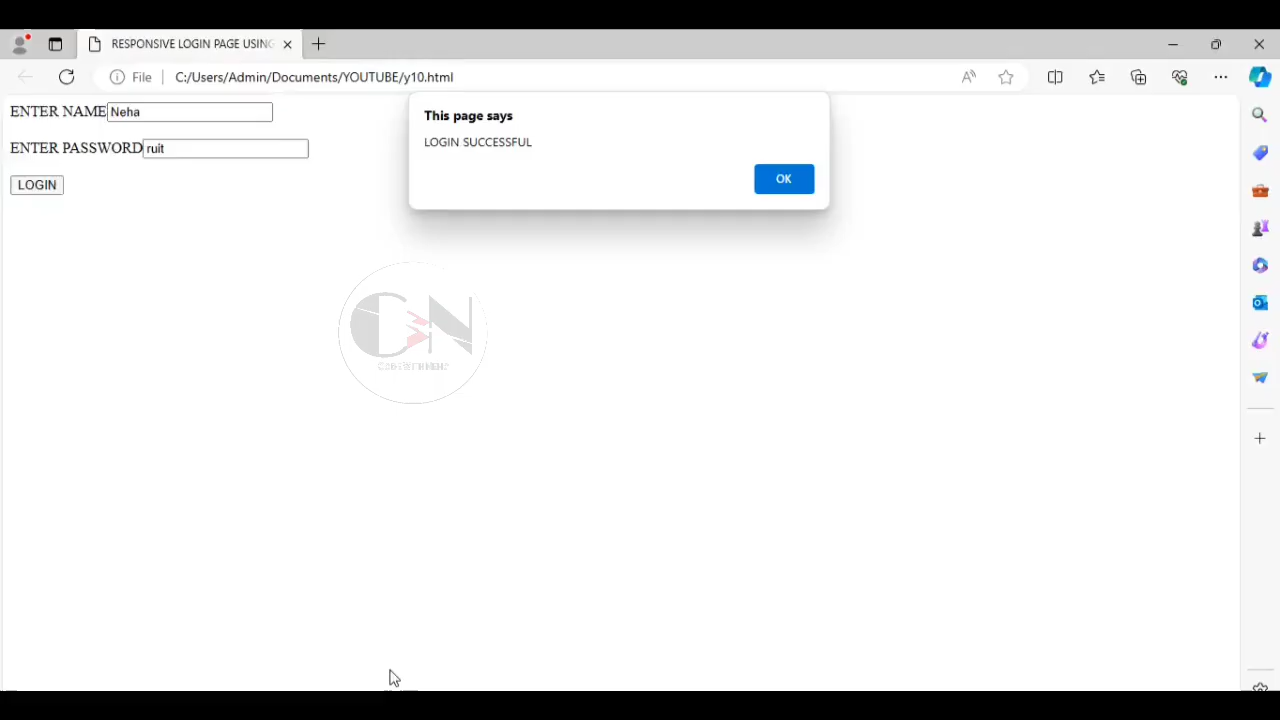 RESPONSIVE LOGIN PAGE USING
File
C:/Users/Admin/Documents/YOUTUBE/y10.html
ENTER NAME Neha
This page says
LOGIN SUCCESSFUL
ENTER PASSWORD ruit
OK
LOGIN